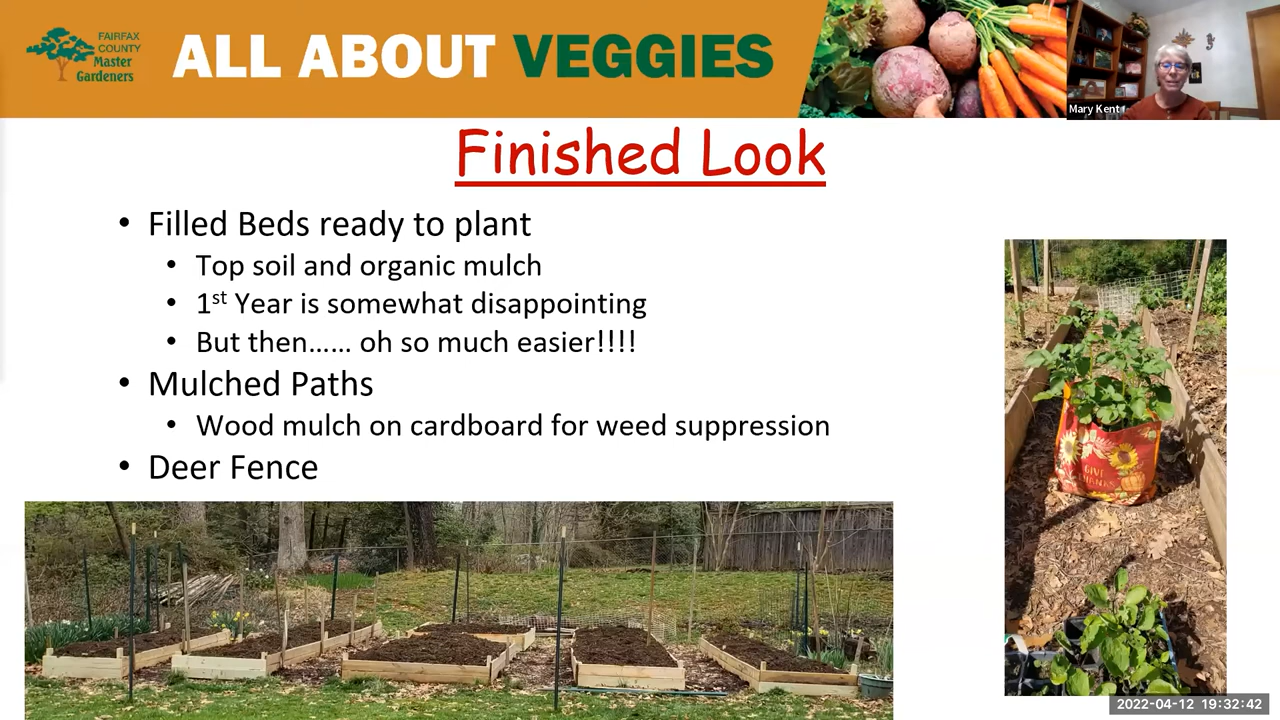 FAIRFAX
COUNTY
Master
Gardeners
ALL ABOUT VEGGIES
Mary Kent
Finished Look
• Filled Beds ready to plant
• Top soil and organic mulch
• 1st Year is somewhat disappointing
• But then...... oh so much easier!!!!
• Mulched Paths
• Wood mulch on cardboard for weed suppression
• Deer Fence
GIVE
2022-04-12 19:32:42